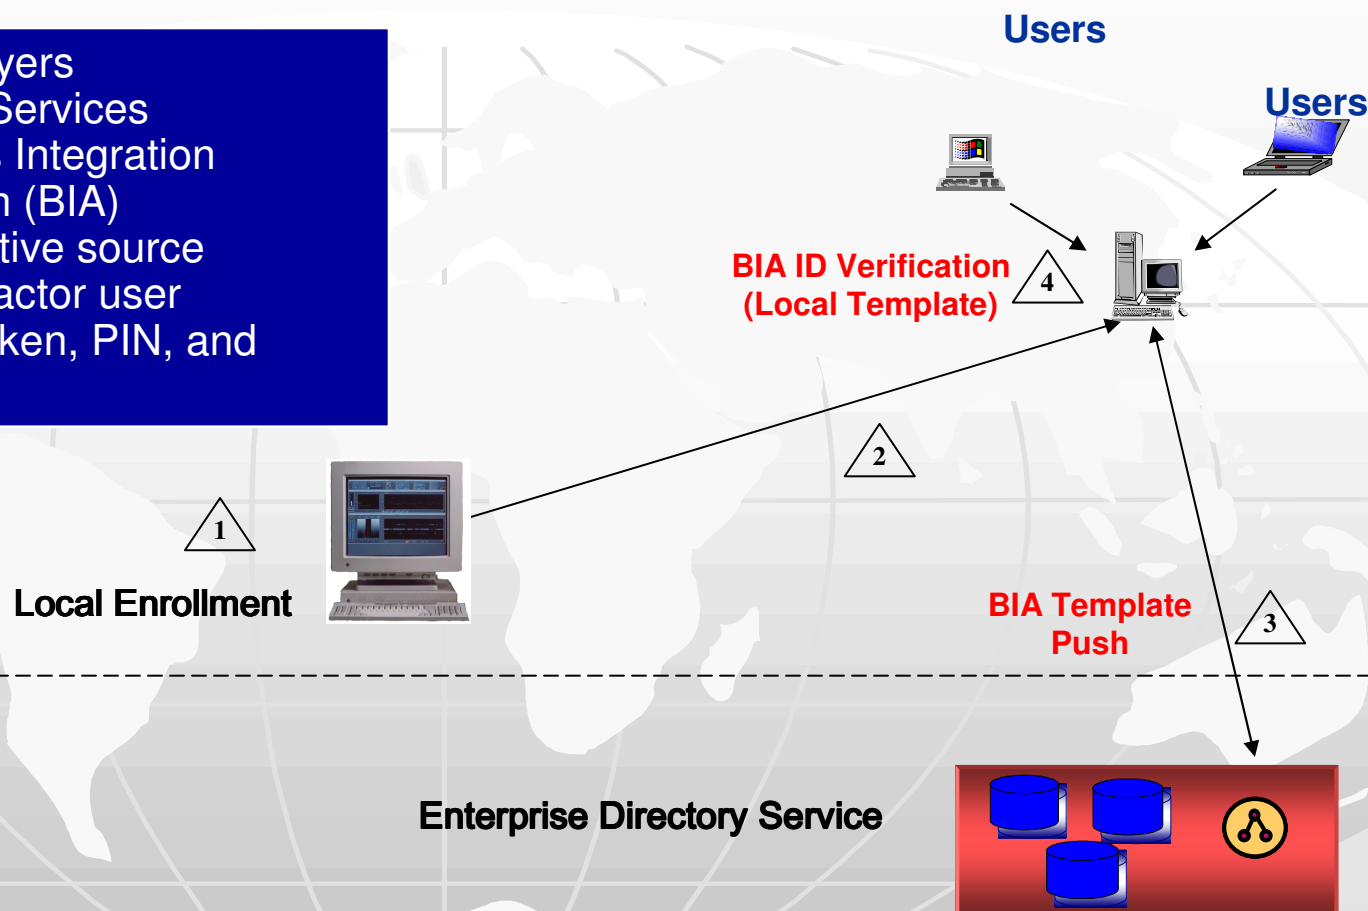 Users
Users
yers
Services
s Integration
n (BIA)
tive source
actor user
ken, PIN, and
BIA ID Verification
(Local Template)
4
2
1
Local Enrollment
BIA Template
Push
3
Enterprise Directory Service